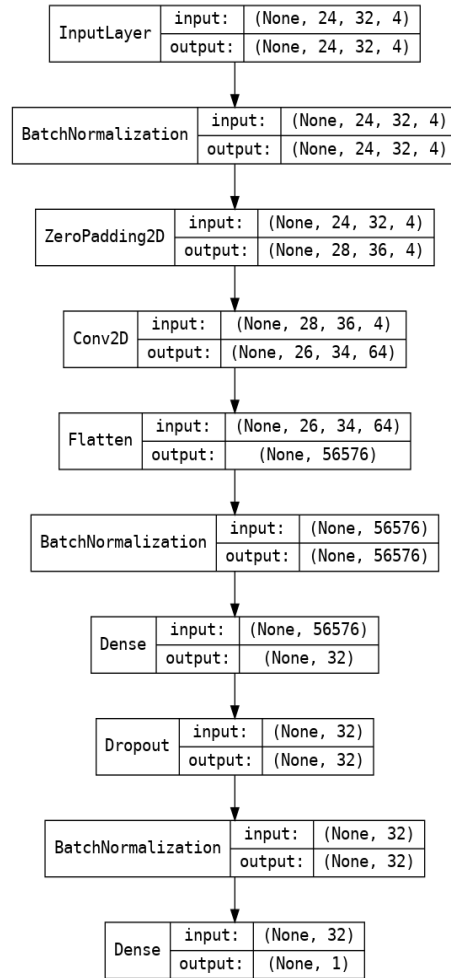 InputLayer
input: (None, 24, 32, 4)
output: (None, 24, 32, 4)
BatchNormalization
input: (None, 24, 32, 4)
output: (None, 24, 32, 4)
ZeroPadding2D
input: (None, 24, 32, 4)
output: (None, 28, 36, 4)
Conv2D
input: (None, 28, 36, 4)
output: (None, 26, 34, 64)
Flatten
input: (None, 26, 34, 64)
output: (None, 56576)
BatchNormalization
input: (None, 56576)
output: (None, 56576)
Dense
input: (None, 56576)
output: (None, 32)
Dropout
input: (None, 32)
output: (None, 32)
BatchNormalization
input: (None, 32)
output: (None, 32)
Dense
input: (None, 32)
output: (None, 1)